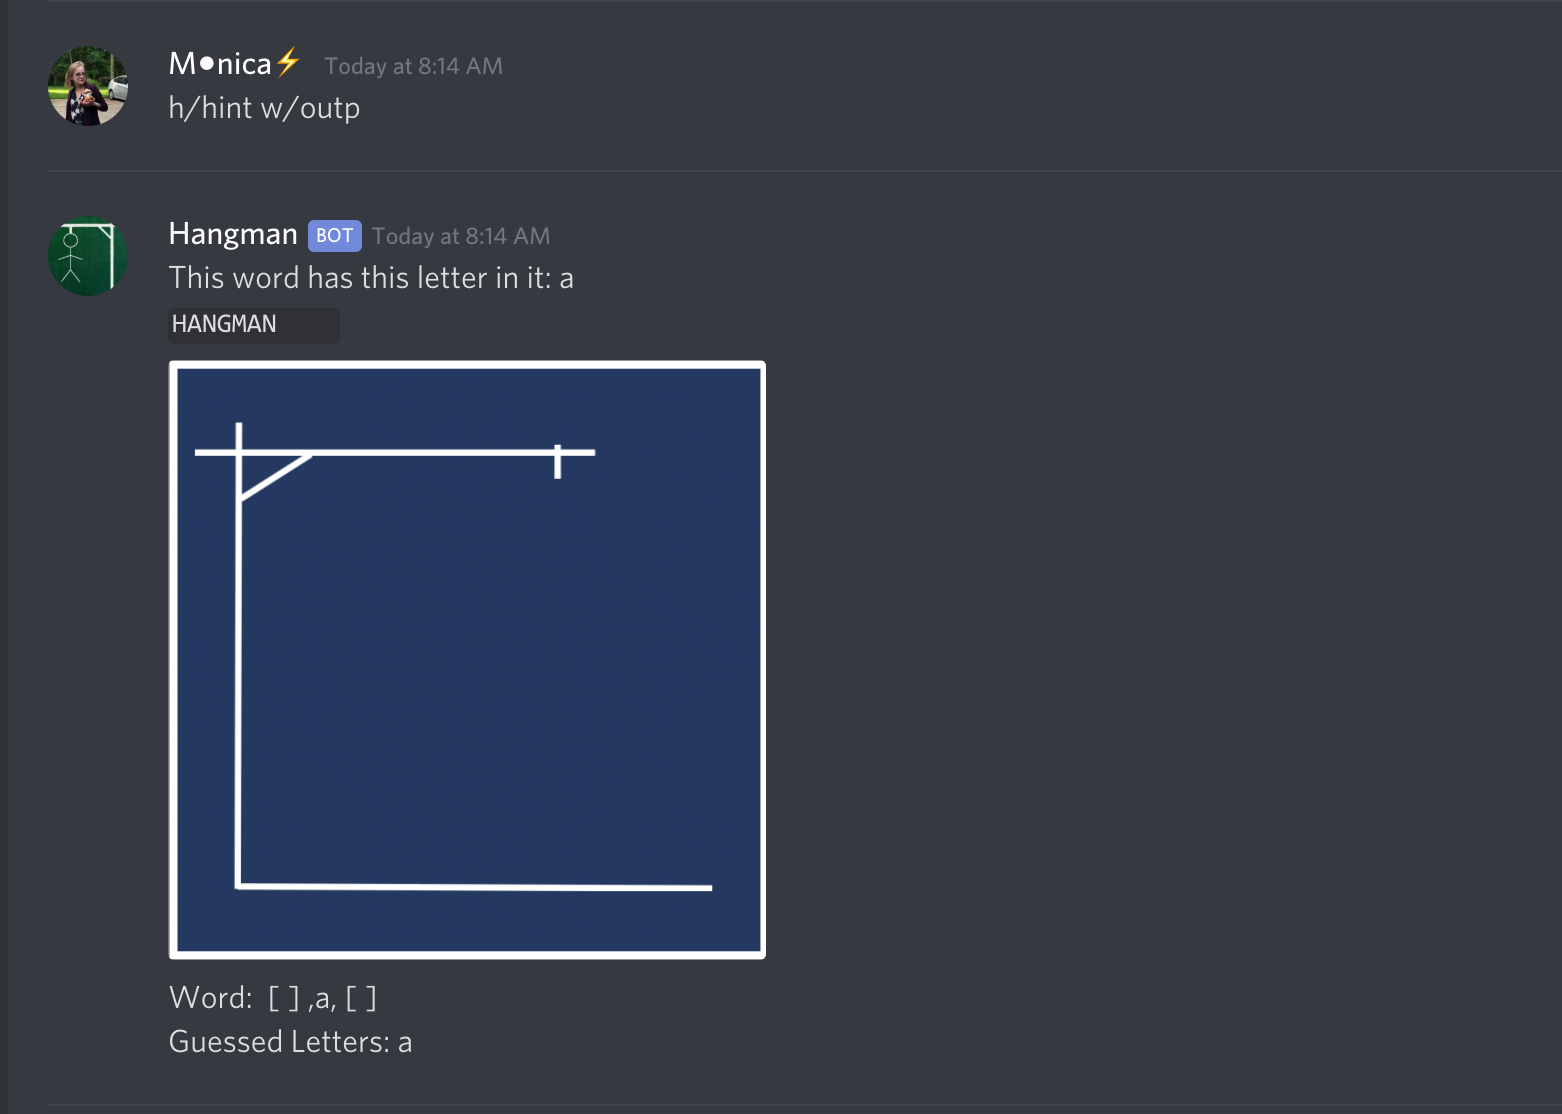 M●nica⚡ Today at 8:14 AM
h/hint w/outp
Hangman BOT Today at 8:14 AM
This word has this letter in it: a
HANGMAN
Word: [ ] ,a, [ ]
Guessed Letters: a